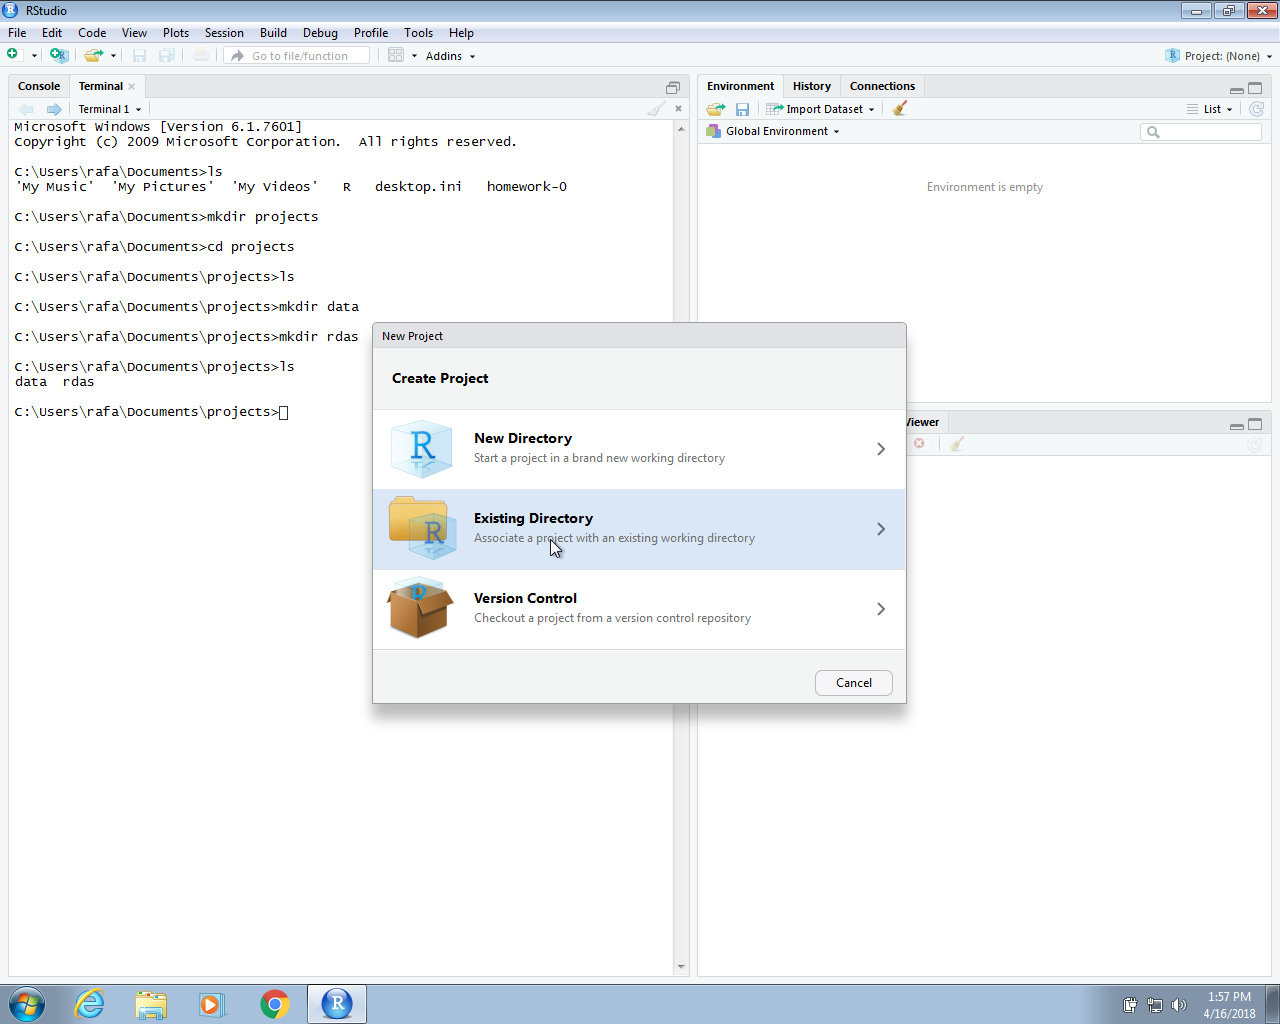 RStudio
File Edit Code View Plots Session Build Debug Profile Tools Help
Go to file/function Addins Project: (None)
Console Terminal
Terminal 1
Microsoft Windows [Version 6.1.7601]
Copyright (c) 2009 Microsoft Corporation.  All rights reserved.
C:\Users\rafa\Documents>ls
'My Music'  'My Pictures'  'My Videos'   R   desktop.ini   homework-0
C:\Users\rafa\Documents>mkdir projects
C:\Users\rafa\Documents>cd projects
C:\Users\rafa\Documents\projects>ls
C:\Users\rafa\Documents\projects>mkdir data
C:\Users\rafa\Documents\projects>mkdir rdas
C:\Users\rafa\Documents\projects>ls
data  rdas
C:\Users\rafa\Documents\projects>
Environment History Connections
Import Dataset List
Global Environment
Environment is empty
Viewer
New Project
Create Project
New Directory
Start a project in a brand new working directory
Existing Directory
Associate a project with an existing working directory
Version Control
Checkout a project from a version control repository
Cancel
1:57 PM
4/16/2018